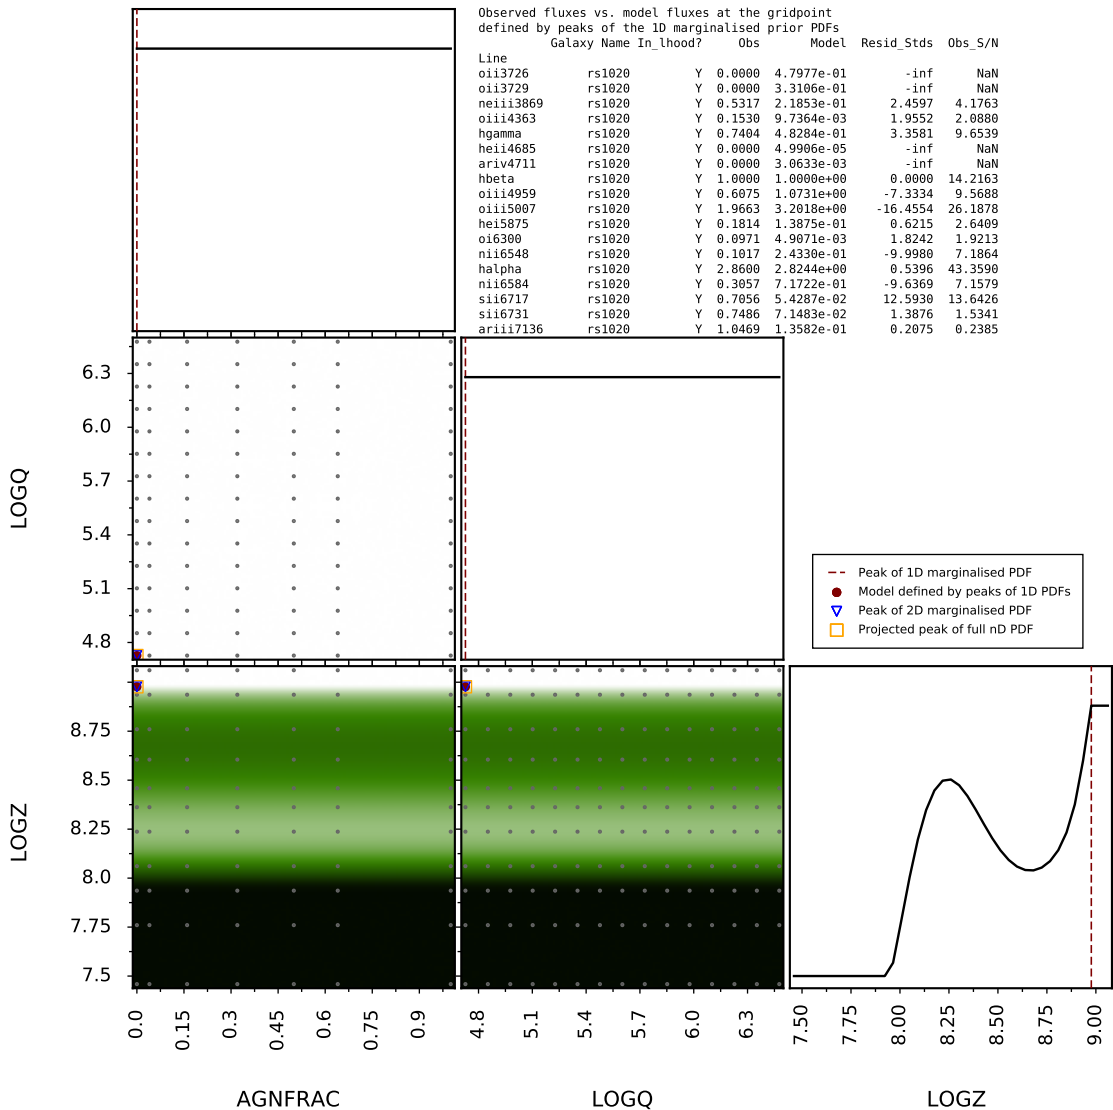 Observed fluxes vs. model fluxes at the gridpoint
defined by peaks of the 1D marginalised prior PDFs
Galaxy Name In_lhood? Obs Model Resid_Stds Obs_S/N
Line
oii3726 rs1020 Y 0.0000 4.7977e-01 -inf NaN
oii3729 rs1020 Y 0.0000 3.3106e-01 -inf NaN
neiii3869 rs1020 Y 0.5317 2.1853e-01 2.4597 4.1763
oiii4363 rs1020 Y 0.1530 9.7364e-03 1.9552 2.0880
hgamma rs1020 Y 0.7404 4.8284e-01 3.3581 9.6539
heii4685 rs1020 Y 0.0000 4.9906e-05 -inf NaN
ariv4711 rs1020 Y 0.0000 3.0633e-03 -inf NaN
hbeta rs1020 Y 1.0000 1.0000e+00 0.0000 14.2163
oiii4959 rs1020 Y 0.6075 1.0731e+00 -7.3334 9.5688
oiii5007 rs1020 Y 1.9663 3.2018e+00 -16.4554 26.1878
hei5875 rs1020 Y 0.1814 1.3875e-01 0.6215 2.6409
oi6300 rs1020 Y 0.0971 4.9071e-03 1.8242 1.9213
nii6548 rs1020 Y 0.1017 2.4330e-01 -9.9980 7.1864
halpha rs1020 Y 2.8600 2.8244e+00 0.5396 43.3590
nii6584 rs1020 Y 0.3057 7.1722e-01 -9.6369 7.1579
sii6717 rs1020 Y 0.7056 5.4287e-02 12.5930 13.6426
sii6731 rs1020 Y 0.7486 7.1483e-02 1.3876 1.5341
ariii7136 rs1020 Y 1.0469 1.3582e-01 0.2075 0.2385
LOGQ
6.3
6.0
5.7
5.4
5.1
4.8
Peak of 1D marginalised PDF
Model defined by peaks of 1D PDFs
Peak of 2D marginalised PDF
Projected peak of full nD PDF
LOGZ
8.75
8.5
8.25
8.0
7.75
7.5
0.0 0.15 0.3 0.45 0.6 0.75 0.9
4.8 5.1 5.4 5.7 6.0 6.3
7.50 7.75 8.00 8.25 8.50 8.75 9.00
AGNFRAC
LOGQ
LOGZ